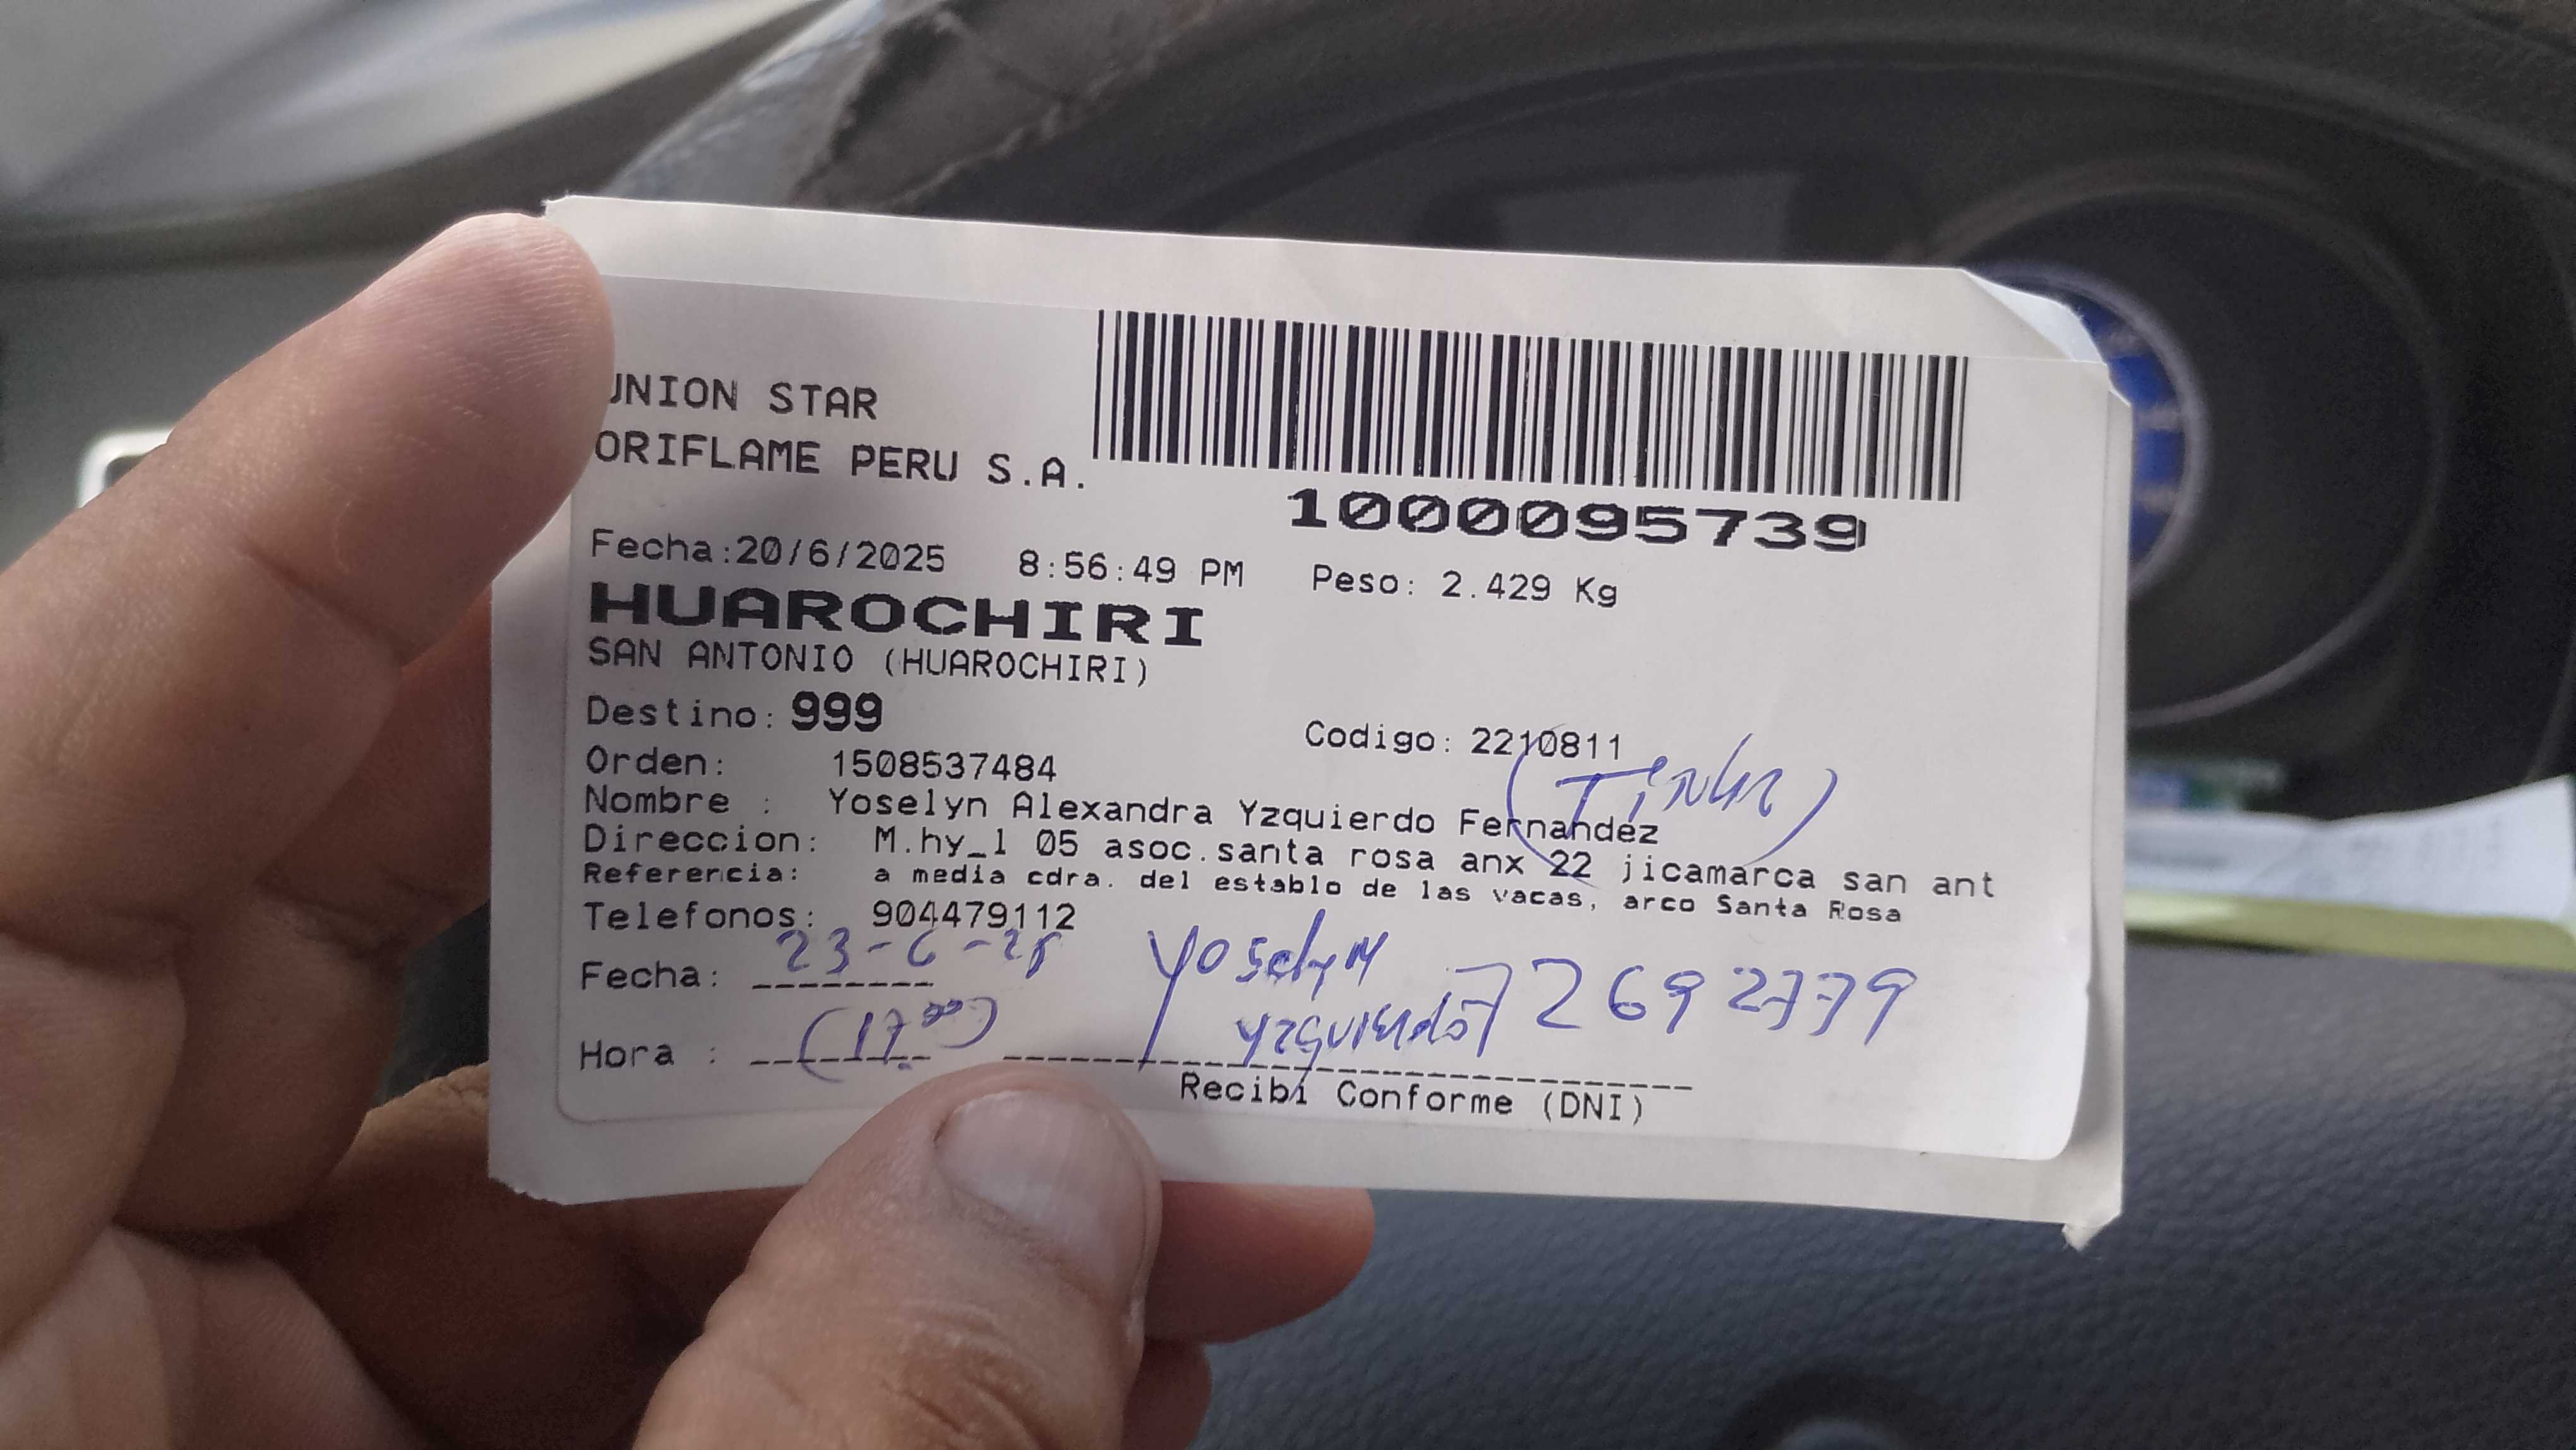 UNION STAR
ORIFLAME PERU S.A.
1000095739
Fecha:20/6/2025 8:56:49 PM Peso: 2.429 Kg
HUAROCHIRI
SAN ANTONIO (HUAROCHIRI)
Destino: 999
Codigo: 2210811
Orden: 1508537484
Nombre : Yoselyn Alexandra Yzquierdo Fernandez
Direccion: M.hy_l 05 asoc.santa rosa anx 22 jicamarca san ant
Referencia: a media cdra. del establo de las vacas, arco Santa Rosa
Telefonos: 904479112
Fecha: 23-6-25
Yoselyn
Yzquierdo 72692779
Hora : (17:00)
Recibi Conforme (DNI)